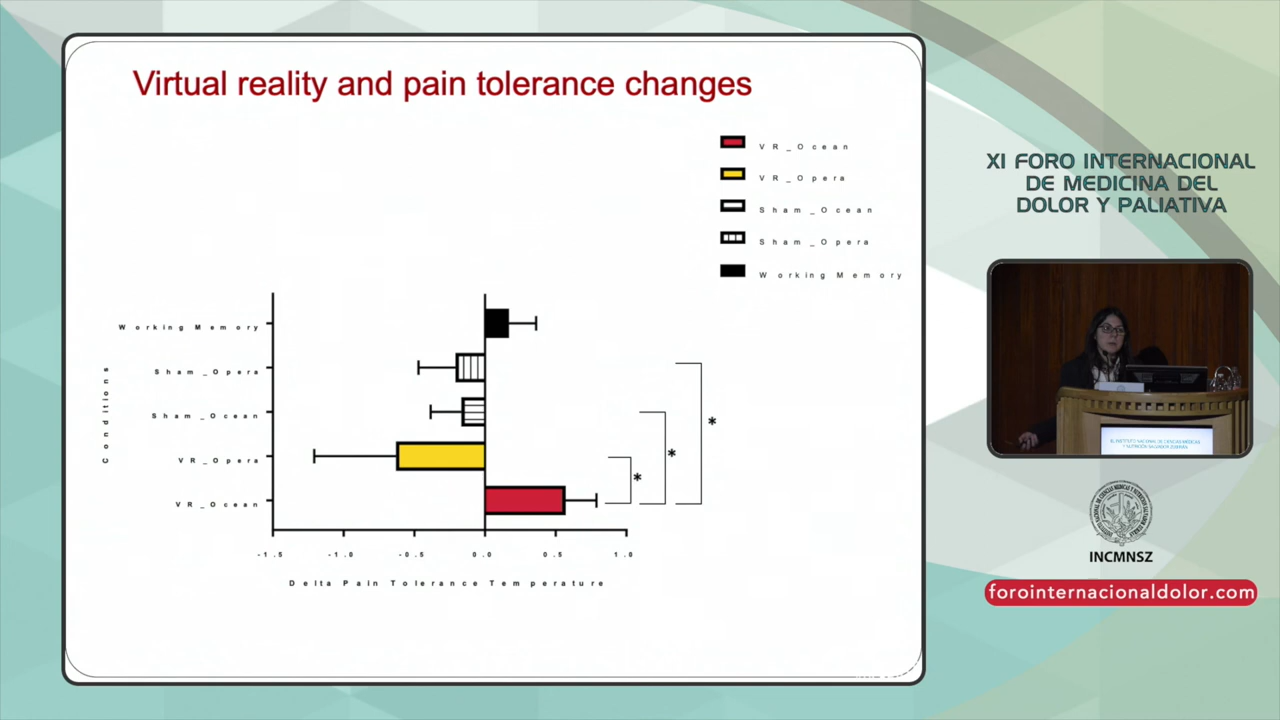 Virtual reality and pain tolerance changes
VR_Ocean
VR_Opera
Sham_Ocean
Sham_Opera
Working Memory
Conditions
Working Memory
Sham_Opera
Sham_Ocean
VR_Opera
VR_Ocean
*
*
*
-1.5 -1.0 -0.5 0.0 0.5 1.0
Delta Pain Tolerance Temperature
XI FORO INTERNACIONAL
DE MEDICINA DEL
DOLOR Y PALIATIVA
INCMNSZ
forointernacionaldolor.com